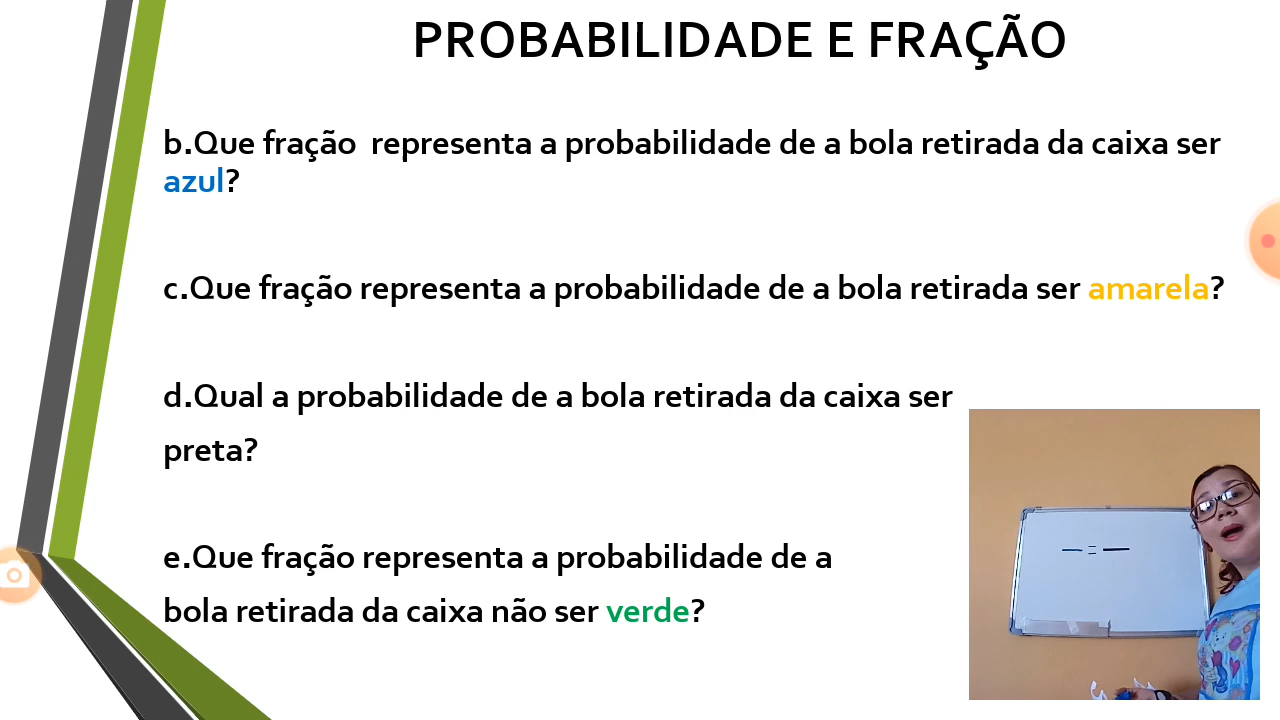 PROBABILIDADE E FRAÇÃO
b.Que fração representa a probabilidade de a bola retirada da caixa ser
azul?
c.Que fração representa a probabilidade de a bola retirada ser amarela?
d.Qual a probabilidade de a bola retirada da caixa ser
preta?
e.Que fração representa a probabilidade de a
bola retirada da caixa não ser verde?